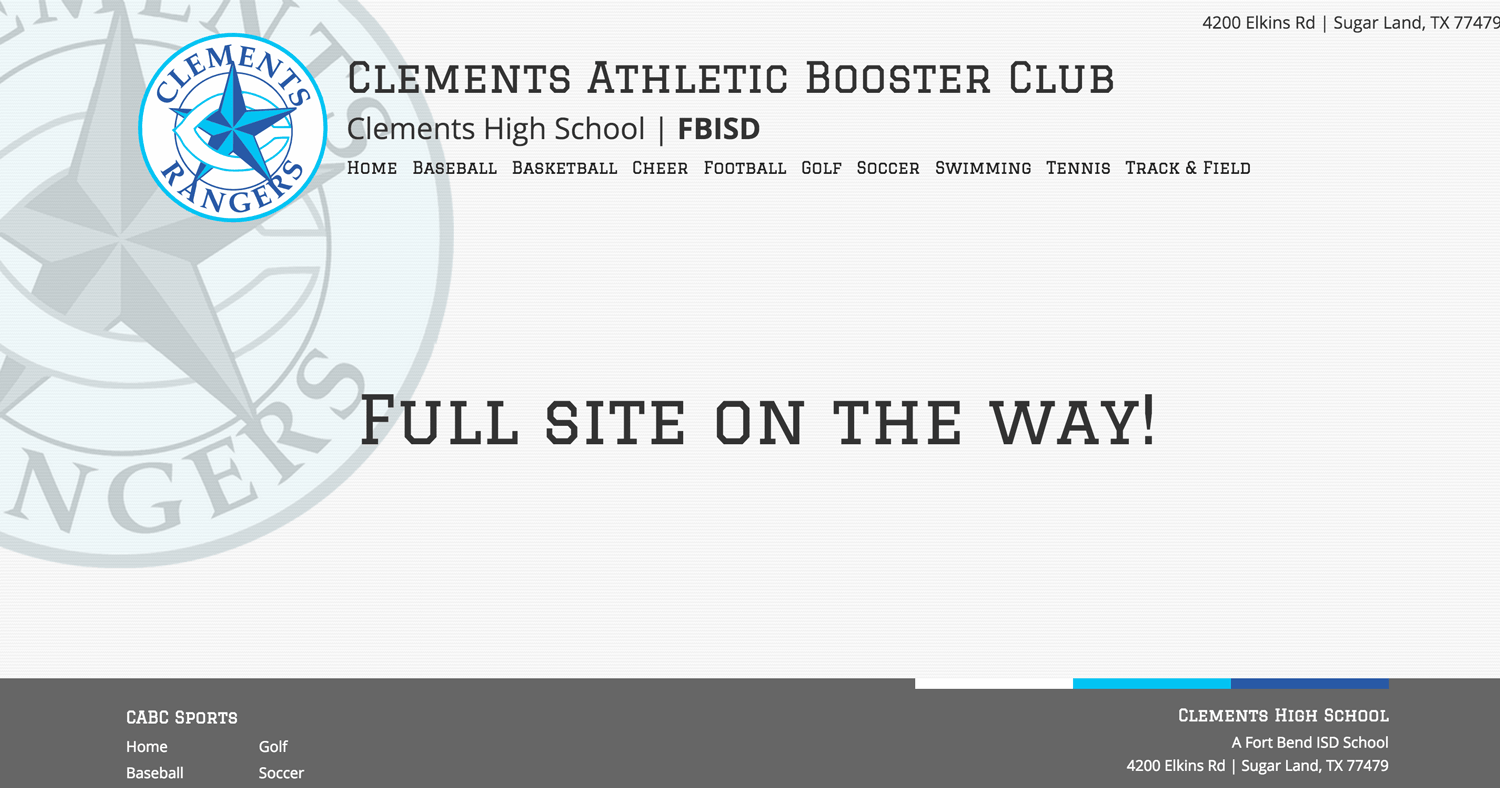 4200 Elkins Rd | Sugar Land, TX 77479
CLEMENTS
RANGERS
Clements Athletic Booster Club
Clements High School | FBISD
Home Baseball Basketball Cheer Football Golf Soccer Swimming Tennis Track & Field
Full site on the way!
CABC Sports
Home Golf
Baseball Soccer
Clements High School
A Fort Bend ISD School
4200 Elkins Rd | Sugar Land, TX 77479